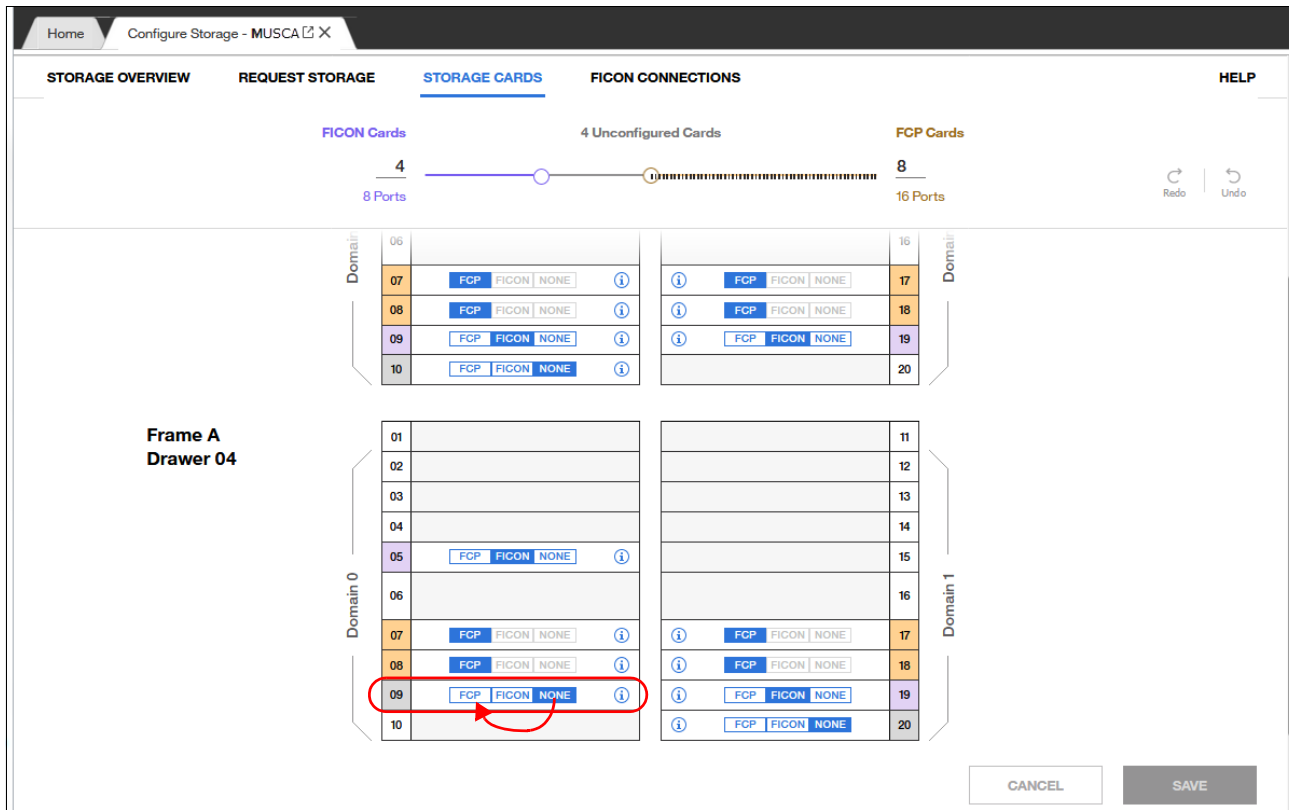 Home Configure Storage - MUSCA
STORAGE OVERVIEW REQUEST STORAGE STORAGE CARDS FICON CONNECTIONS HELP
FICON Cards 4 Unconfigured Cards FCP Cards
4 8
8 Ports 16 Ports Redo Undo
06 16
Domain Domain
07 FCP FICON NONE FCP FICON NONE 17
08 FCP FICON NONE FCP FICON NONE 18
09 FCP FICON NONE FCP FICON NONE 19
10 FCP FICON NONE 20
Frame A
Drawer 04
01 11
02 12
03 13
04 14
05 FCP FICON NONE 15
06 16
Domain 0 Domain 1
07 FCP FICON NONE FCP FICON NONE 17
08 FCP FICON NONE FCP FICON NONE 18
09 FCP FICON NONE FCP FICON NONE 19
10 FCP FICON NONE 20
CANCEL SAVE